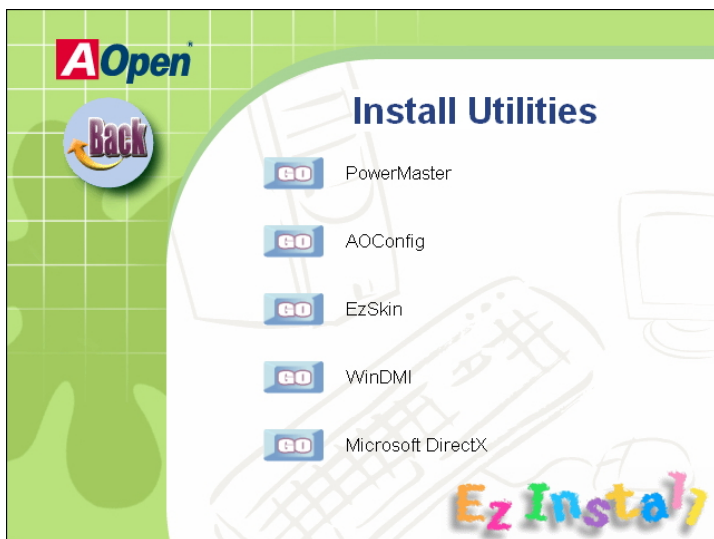 AOpen
Back
Install Utilities
GO PowerMaster
GO AOConfig
GO EzSkin
GO WinDMI
GO Microsoft DirectX
Ez Install